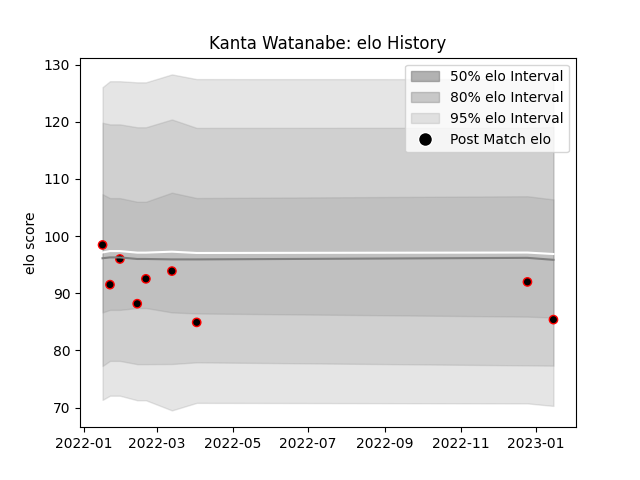 Kanta Watanabe: elo History
130
120
110
100
90
80
70
elo score
50% elo Interval
80% elo Interval
95% elo Interval
Post Match elo
2022-01
2022-03
2022-05
2022-07
2022-09
2022-11
2023-01